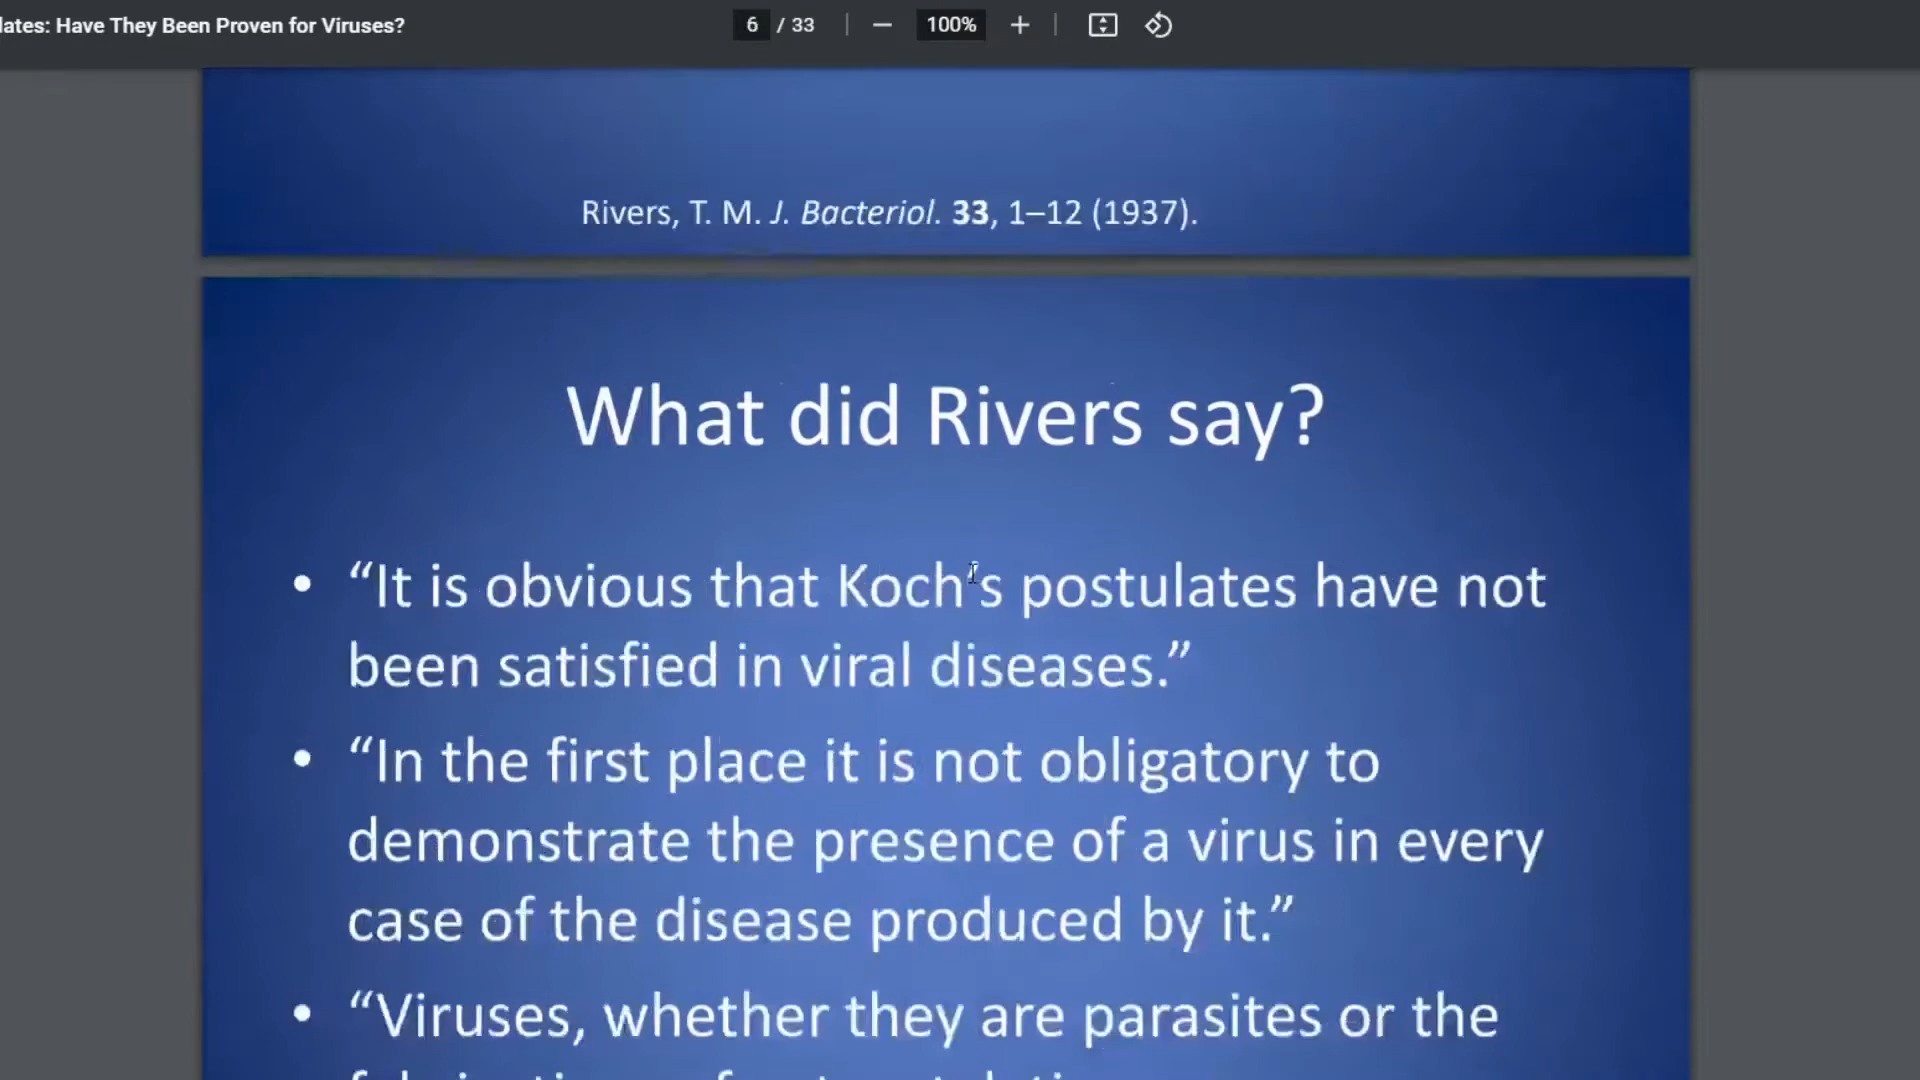 lates: Have They Been Proven for Viruses?
6 / 33
100%
Rivers, T. M. J. Bacteriol. 33, 1–12 (1937).
What did Rivers say?
• “It is obvious that Koch's postulates have not
been satisfied in viral diseases.”
• “In the first place it is not obligatory to
demonstrate the presence of a virus in every
case of the disease produced by it.”
• “Viruses, whether they are parasites or the